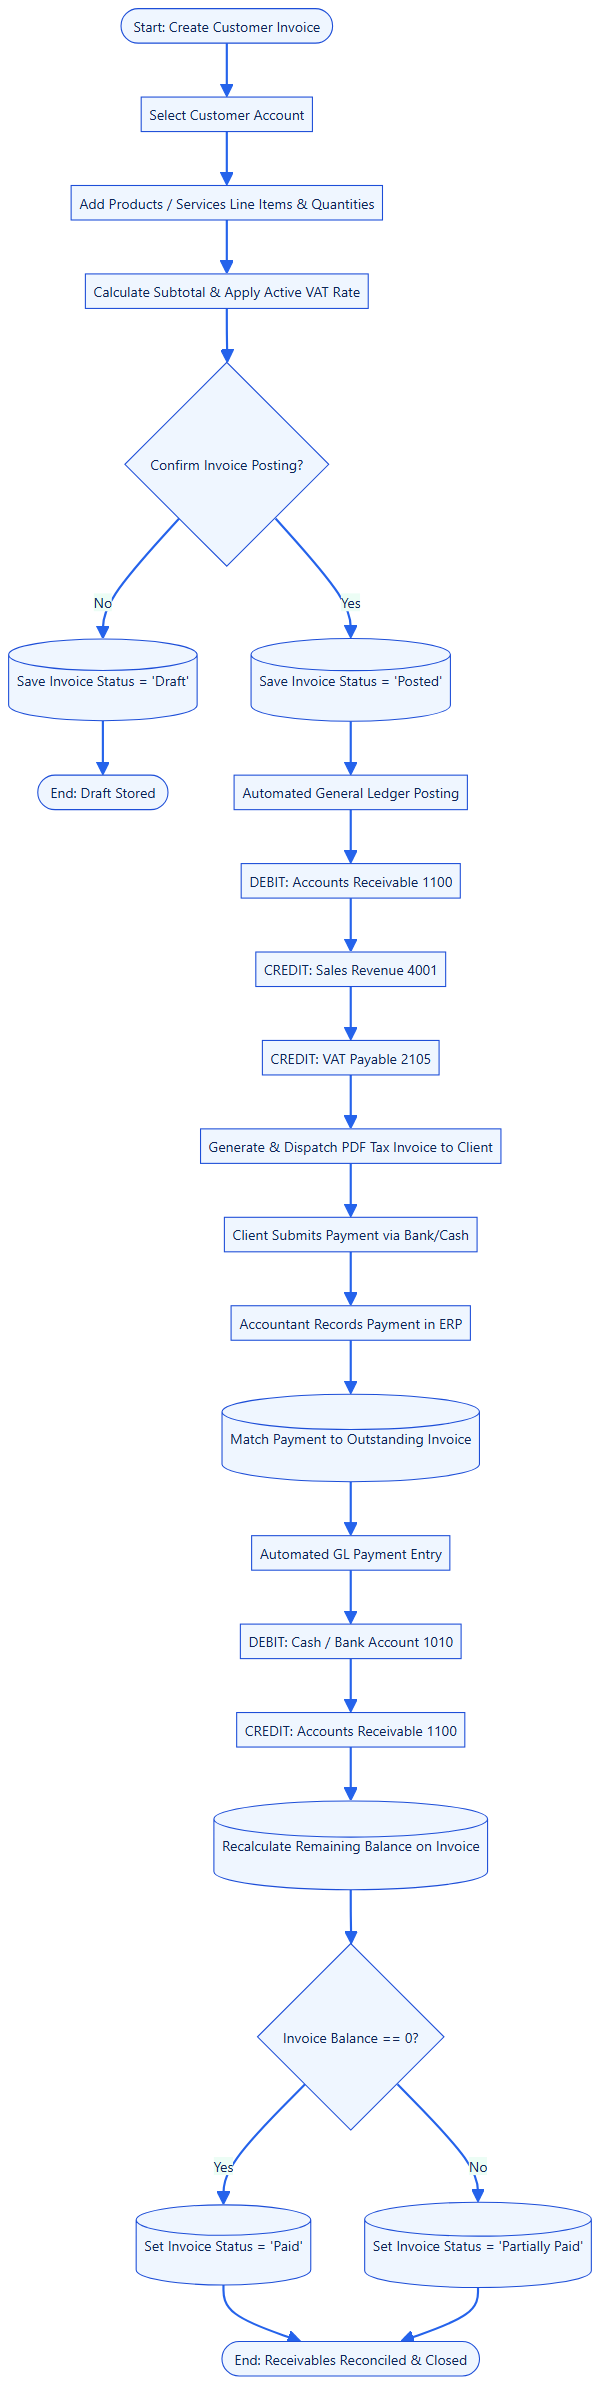 Start: Create Customer Invoice
Select Customer Account
Add Products / Services Line Items & Quantities
Calculate Subtotal & Apply Active VAT Rate
Confirm Invoice Posting?
No
Yes
Save Invoice Status = 'Draft'
Save Invoice Status = 'Posted'
End: Draft Stored
Automated General Ledger Posting
DEBIT: Accounts Receivable 1100
CREDIT: Sales Revenue 4001
CREDIT: VAT Payable 2105
Generate & Dispatch PDF Tax Invoice to Client
Client Submits Payment via Bank/Cash
Accountant Records Payment in ERP
Match Payment to Outstanding Invoice
Automated GL Payment Entry
DEBIT: Cash / Bank Account 1010
CREDIT: Accounts Receivable 1100
Recalculate Remaining Balance on Invoice
Invoice Balance == 0?
Yes
No
Set Invoice Status = 'Paid'
Set Invoice Status = 'Partially Paid'
End: Receivables Reconciled & Closed